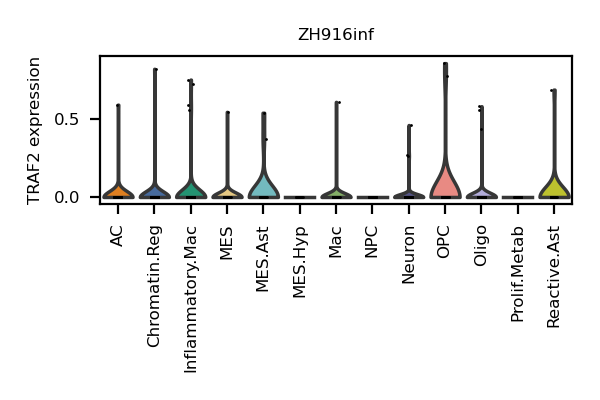 ZH916inf
TRAF2 expression
0.5
0.0
AC
Chromatin.Reg
Inflammatory.Mac
MES
MES.Ast
MES.Hyp
Mac
NPC
Neuron
OPC
Oligo
Prolif.Metab
Reactive.Ast